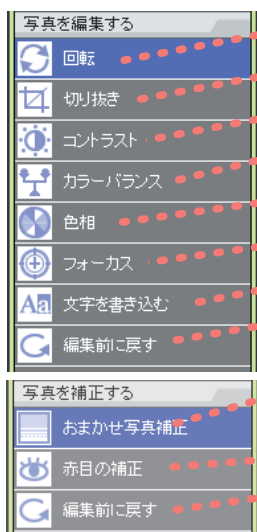 写真を編集する
回転
切り抜き
コントラスト
カラーバランス
色相
フォーカス
Aa 文字を書き込む
編集前に戻す
写真を補正する
おまかせ写真補正
赤目の補正
編集前に戻す